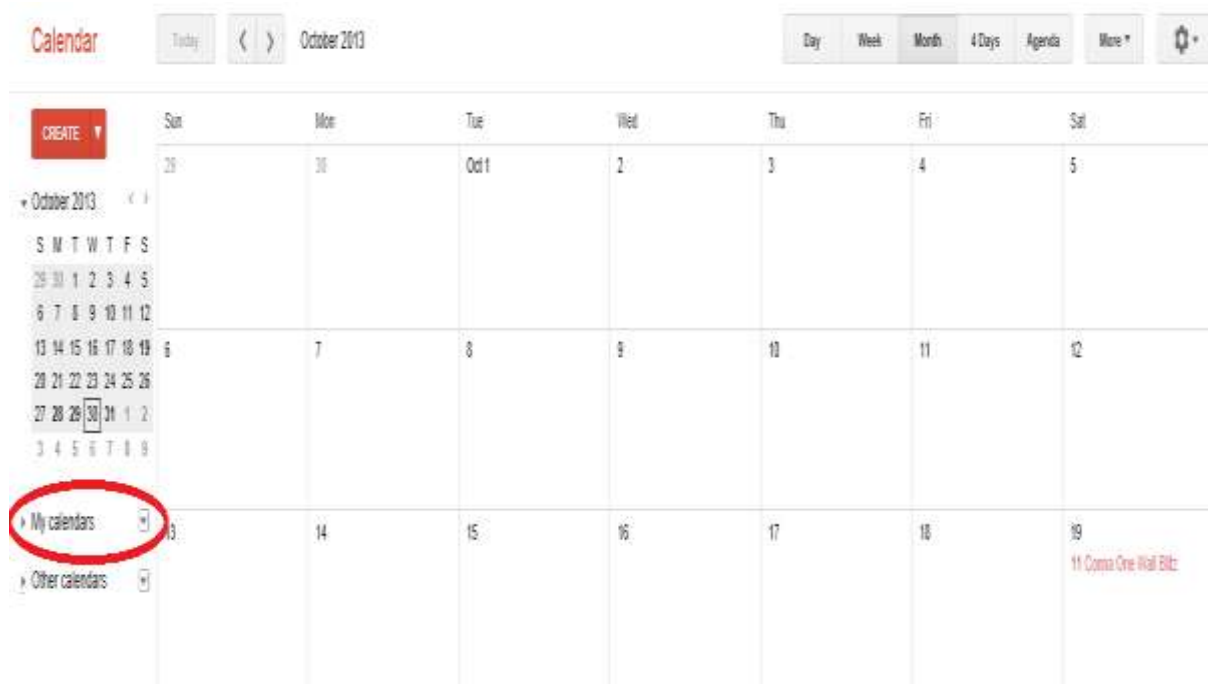 Calendar Today October 2013 Day Week Month 4 Days Agenda More
CREATE
October 2013
S M T W T F S
29 30 1 2 3 4 5
6 7 8 9 10 11 12
13 14 15 16 17 18 19
20 21 22 23 24 25 26
27 28 29 30 31 1 2
3 4 5 6 7 8 9
My calendars
Other calendars
Sun Mon Tue Wed Thu Fri Sat
29 30 Oct 1 2 3 4 5
6 7 8 9 10 11 12
13 14 15 16 17 18 19
11 One Wall Blitz